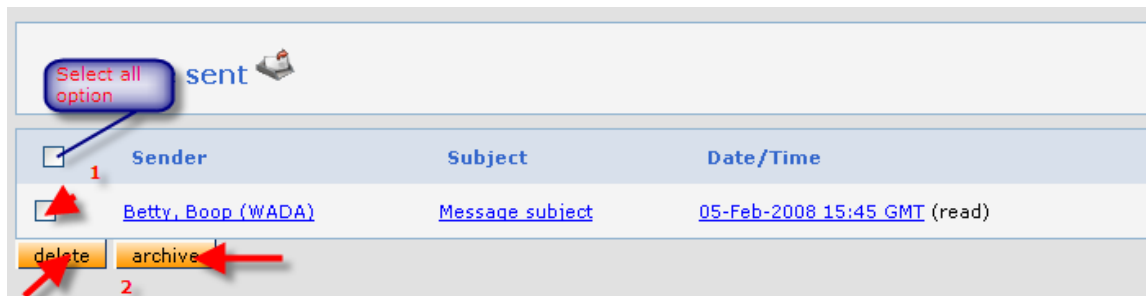 Select all
option
sent
Sender Subject Date/Time
1
Betty, Boop (WADA) Message subject 05-Feb-2008 15:45 GMT (read)
delete archive
2